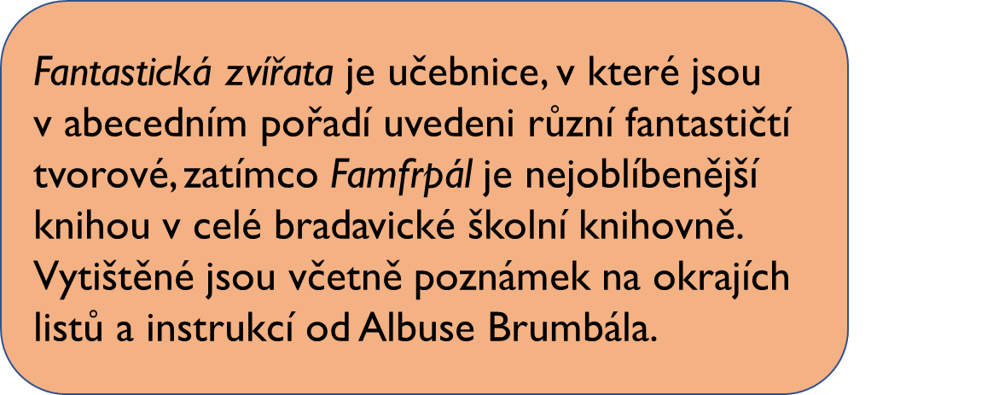 Fantastická zvířata je učebnice, v které jsou
v abecedním pořadí uvedeni různí fantastičtí
tvorové, zatímco Famfrpál je nejoblíbenější
knihou v celé bradavické školní knihovně.
Vytištěné jsou včetně poznámek na okrajích
listů a instrukcí od Albuse Brumbála.